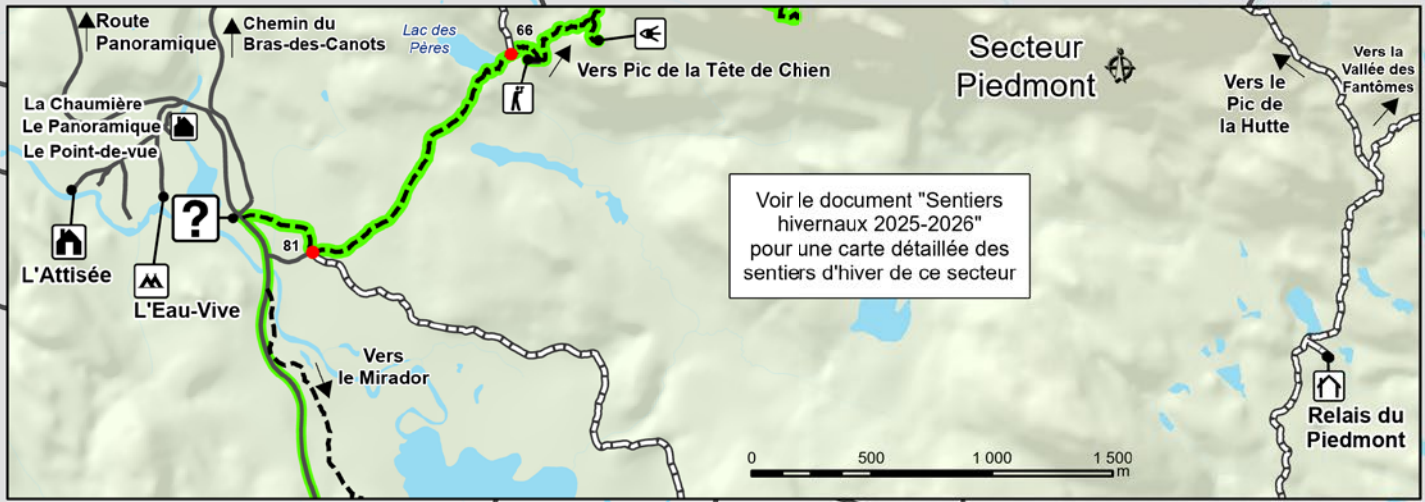 Route
Panoramique
Chemin du
Bras-des-Canots
Lac des
Pères
66
Vers Pic de la Tête de Chien
Secteur
Piedmont
Vers le
Pic de
la Hutte
Vers la
Vallée des
Fantômes
La Chaumière
Le Panoramique
Le Point-de-vue
?
81
L'Attisée
L'Eau-Vive
Vers
le Mirador
Voir le document "Sentiers
hivernaux 2025-2026"
pour une carte détaillée des
sentiers d'hiver de ce secteur
Relais du
Piedmont
0 500 1 000 1 500
m